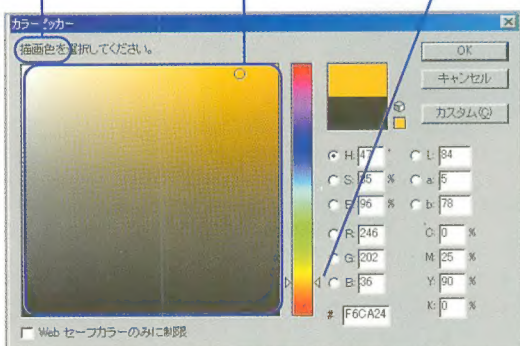 カラーピッカー
描画色を選択してください。
OK
キャンセル
カスタム(C)
H: 47 °
S: 85 %
B: 96 %
R: 246
G: 202
B: 36
# F6CA24
L: 84
a: 5
b: 78
C: 0 %
M: 25 %
Y: 90 %
K: 0 %
Web セーフカラーのみに制限